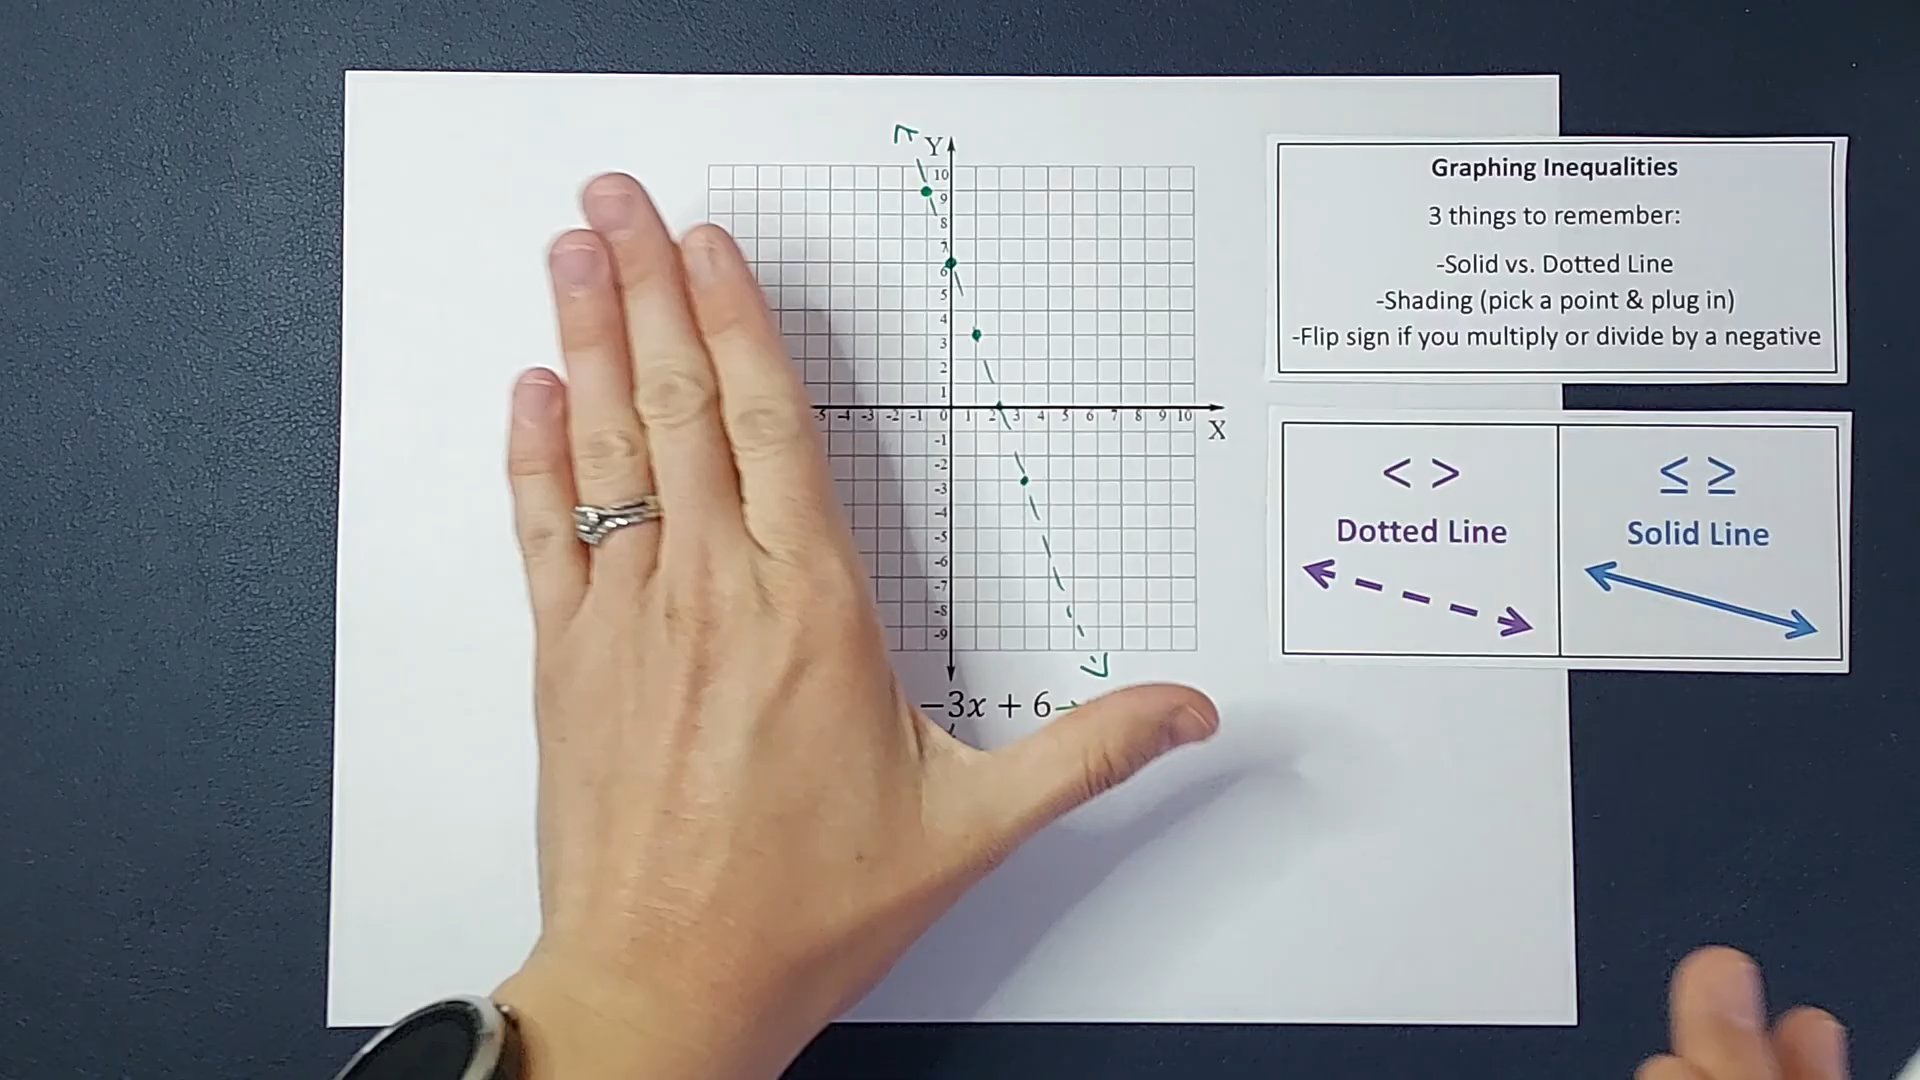 Y
10
9
8
7
6
5
4
3
2
1
-5 -4 -3 -2 -1 0 1 2 3 4 5 6 7 8 9 10
X
-1
-2
-3
-4
-5
-6
-7
-8
-9
−3x + 6
Graphing Inequalities
3 things to remember:
-Solid vs. Dotted Line
-Shading (pick a point & plug in)
-Flip sign if you multiply or divide by a negative
< >
Dotted Line
≤ ≥
Solid Line